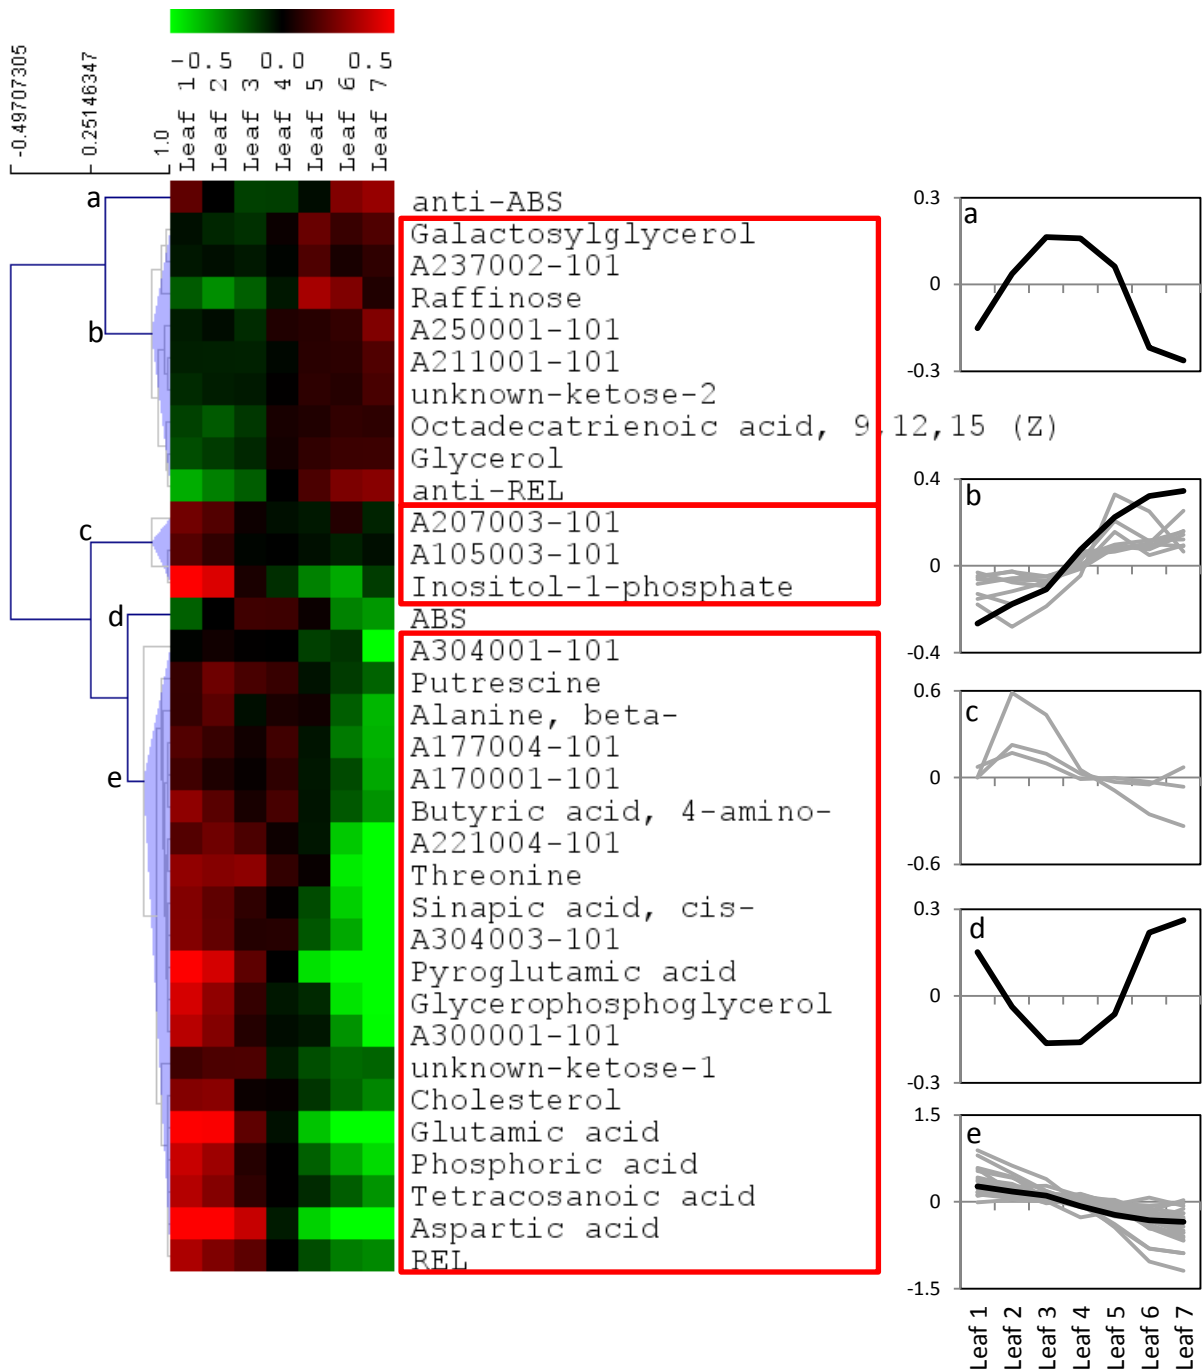 -0.5 0.0 0.5
-0.49707305
0.25146347
1.0
Leaf 1
Leaf 2
Leaf 3
Leaf 4
Leaf 5
Leaf 6
Leaf 7
a
b
c
d
e
anti-ABS
Galactosylglycerol
A237002-101
Raffinose
A250001-101
A211001-101
unknown-ketose-2
Octadecatrienoic acid, 9,12,15 (Z)
Glycerol
anti-REL
A207003-101
A105003-101
Inositol-1-phosphate
ABS
A304001-101
Putrescine
Alanine, beta-
A177004-101
A170001-101
Butyric acid, 4-amino-
A221004-101
Threonine
Sinapic acid, cis-
A304003-101
Pyroglutamic acid
Glycerophosphoglycerol
A300001-101
unknown-ketose-1
Cholesterol
Glutamic acid
Phosphoric acid
Tetracosanoic acid
Aspartic acid
REL
0.3
a
0
-0.3
0.4
b
0
-0.4
0.6
c
0
-0.6
0.3
d
0
-0.3
1.5
e
0
-1.5
Leaf 1
Leaf 2
Leaf 3
Leaf 4
Leaf 5
Leaf 6
Leaf 7